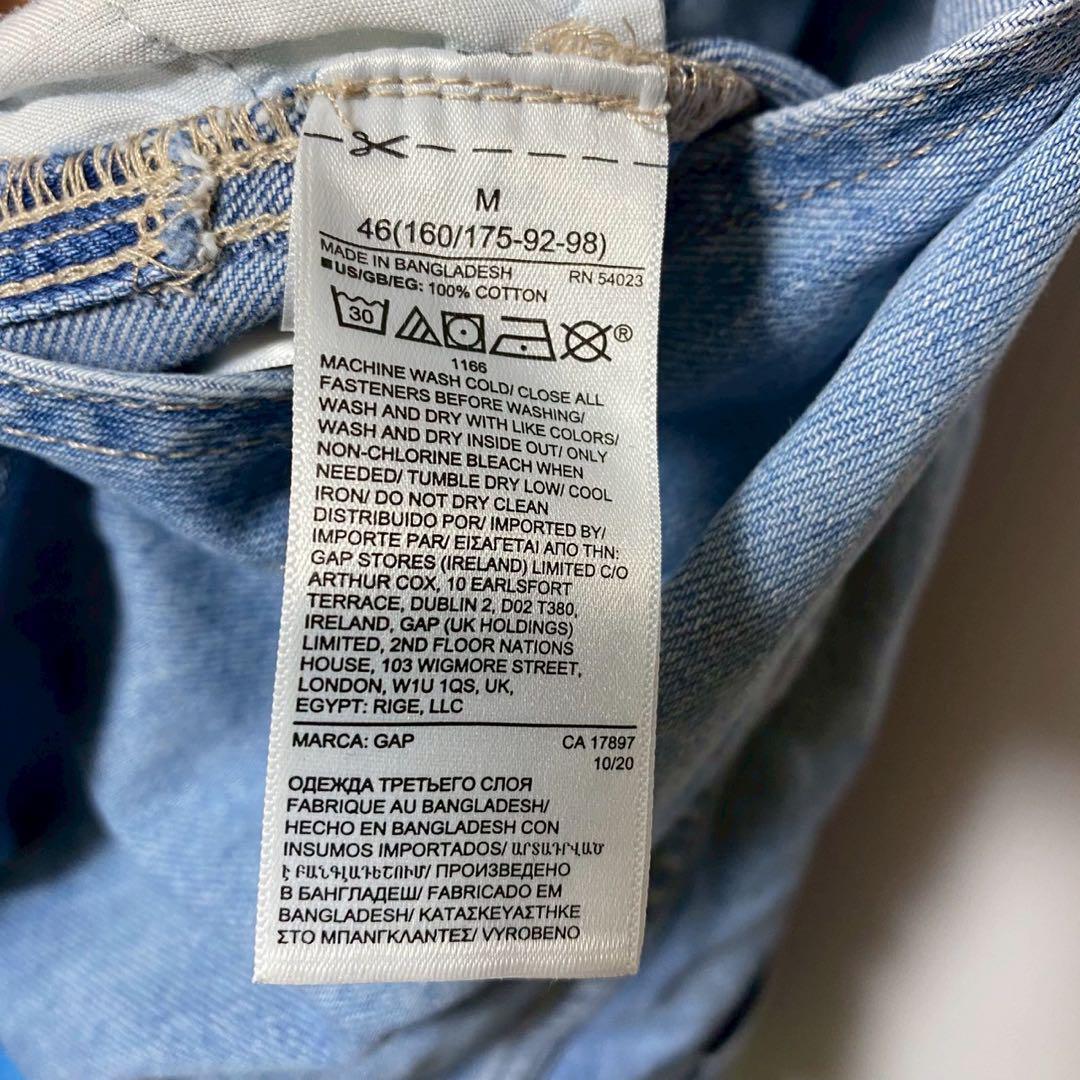 M
46(160/175-92-98)
MADE IN BANGLADESH RN 54023
■US/GB/EG: 100% COTTON
30
®
1166
MACHINE WASH COLD/ CLOSE ALL
FASTENERS BEFORE WASHING/
WASH AND DRY WITH LIKE COLORS/
WASH AND DRY INSIDE OUT/ ONLY
NON-CHLORINE BLEACH WHEN
NEEDED/ TUMBLE DRY LOW/ COOL
IRON/ DO NOT DRY CLEAN
DISTRIBUIDO POR/ IMPORTED BY/
IMPORTE PAR/ ΕΙΣΑΓΕΤΑΙ ΑΠΟ ΤΗΝ:
GAP STORES (IRELAND) LIMITED C/O
ARTHUR COX, 10 EARLSFORT
TERRACE, DUBLIN 2, D02 T380,
IRELAND, GAP (UK HOLDINGS)
LIMITED, 2ND FLOOR NATIONS
HOUSE, 103 WIGMORE STREET,
LONDON, W1U 1QS, UK,
EGYPT: RIGE, LLC
MARCA: GAP CA 17897
10/20
ОДЕЖДА ТРЕТЬЕГО СЛОЯ
FABRIQUE AU BANGLADESH/
HECHO EN BANGLADESH CON
INSUMOS IMPORTADOS/ ԱՐՏԱԴՐՎԱԾ
Է ԲԱՆԳԼԱԴԵՇՈՒՄ/ ПРОИЗВЕДЕНО
В БАНГЛАДЕШ/ FABRICADO EM
BANGLADESH/ ΚΑΤΑΣΚΕΥΑΣΤΗΚΕ
ΣΤΟ ΜΠΑΝΓΚΛΑΝΤΕΣ/ VYROBENO